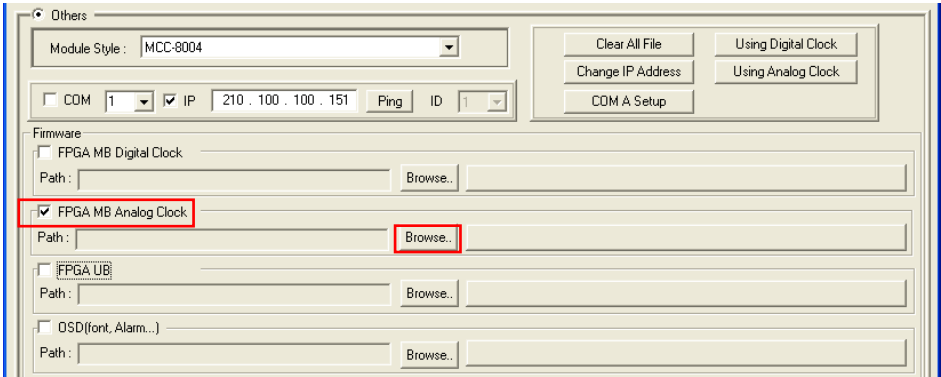 Others
Module Style : MCC-8004
Clear All File Using Digital Clock
Change IP Address Using Analog Clock
COM A Setup
COM 1 IP 210 . 100 . 100 . 151 Ping ID 1
Firmware
FPGA MB Digital Clock
Path : Browse..
FPGA MB Analog Clock
Path : Browse..
FPGA UB
Path : Browse..
OSD(font, Alarm...)
Path : Browse..